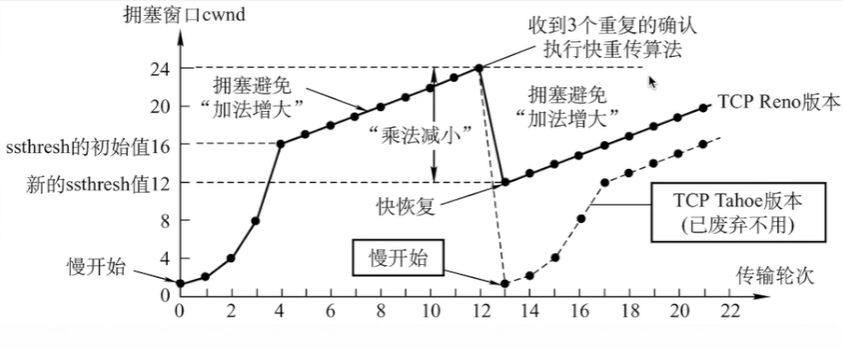 拥塞窗口cwnd
收到3个重复的确认
执行快重传算法
24
拥塞避免
“加法增大”
拥塞避免
“加法增大”
20
TCP Reno版本
ssthresh的初始值16
“乘法减小”
新的ssthresh值12
快恢复
TCP Tahoe版本
(已废弃不用)
8
慢开始
慢开始
4
传输轮次
0
0 2 4 6 8 10 12 14 16 18 20 22